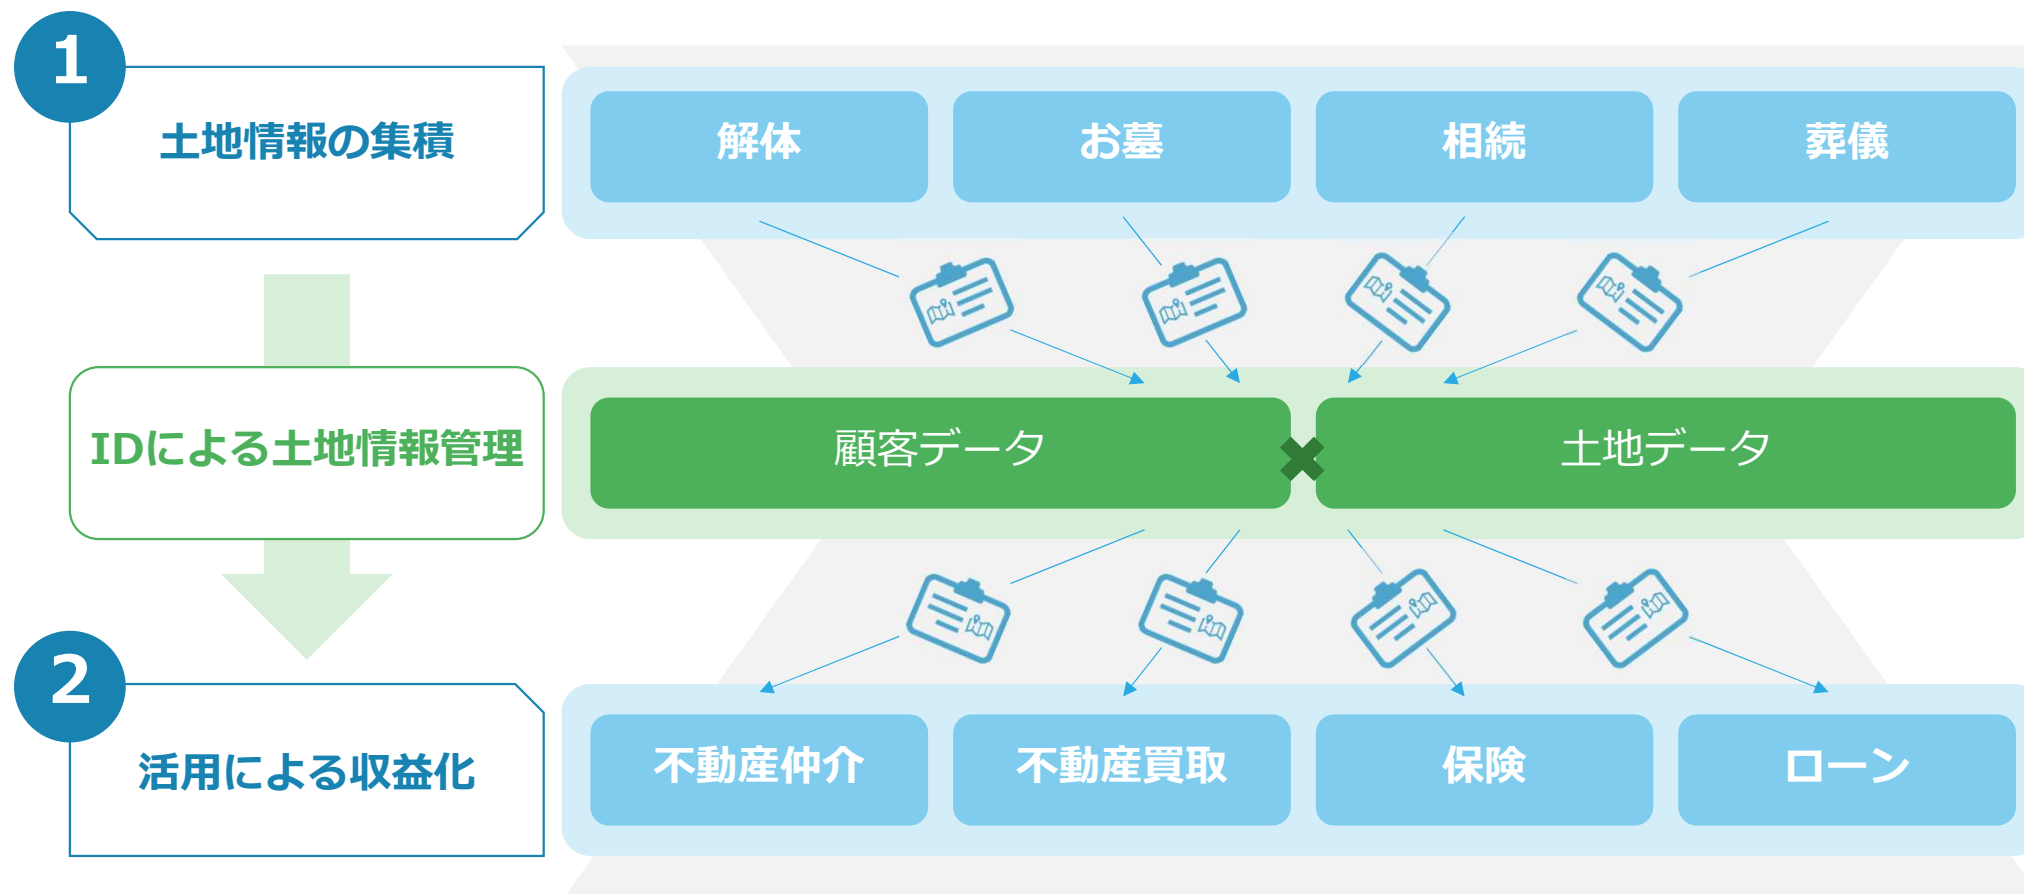 1
土地情報の集積
解体
お墓
相続
葬儀
IDによる土地情報管理
顧客データ
土地データ
2
活用による収益化
不動産仲介
不動産買取
保険
ローン